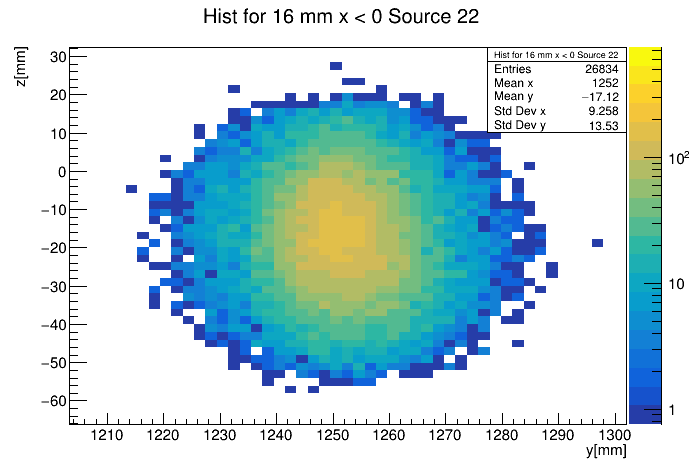 Hist for 16 mm x < 0 Source 22
z[mm]
30
20
10
0
−10
−20
−30
−40
−50
−60
Hist for 16 mm x < 0 Source 22
Entries 26834
Mean x 1252
Mean y −17.12
Std Dev x 9.258
Std Dev y 13.53
10²
10
1
1210 1220 1230 1240 1250 1260 1270 1280 1290 1300
y[mm]